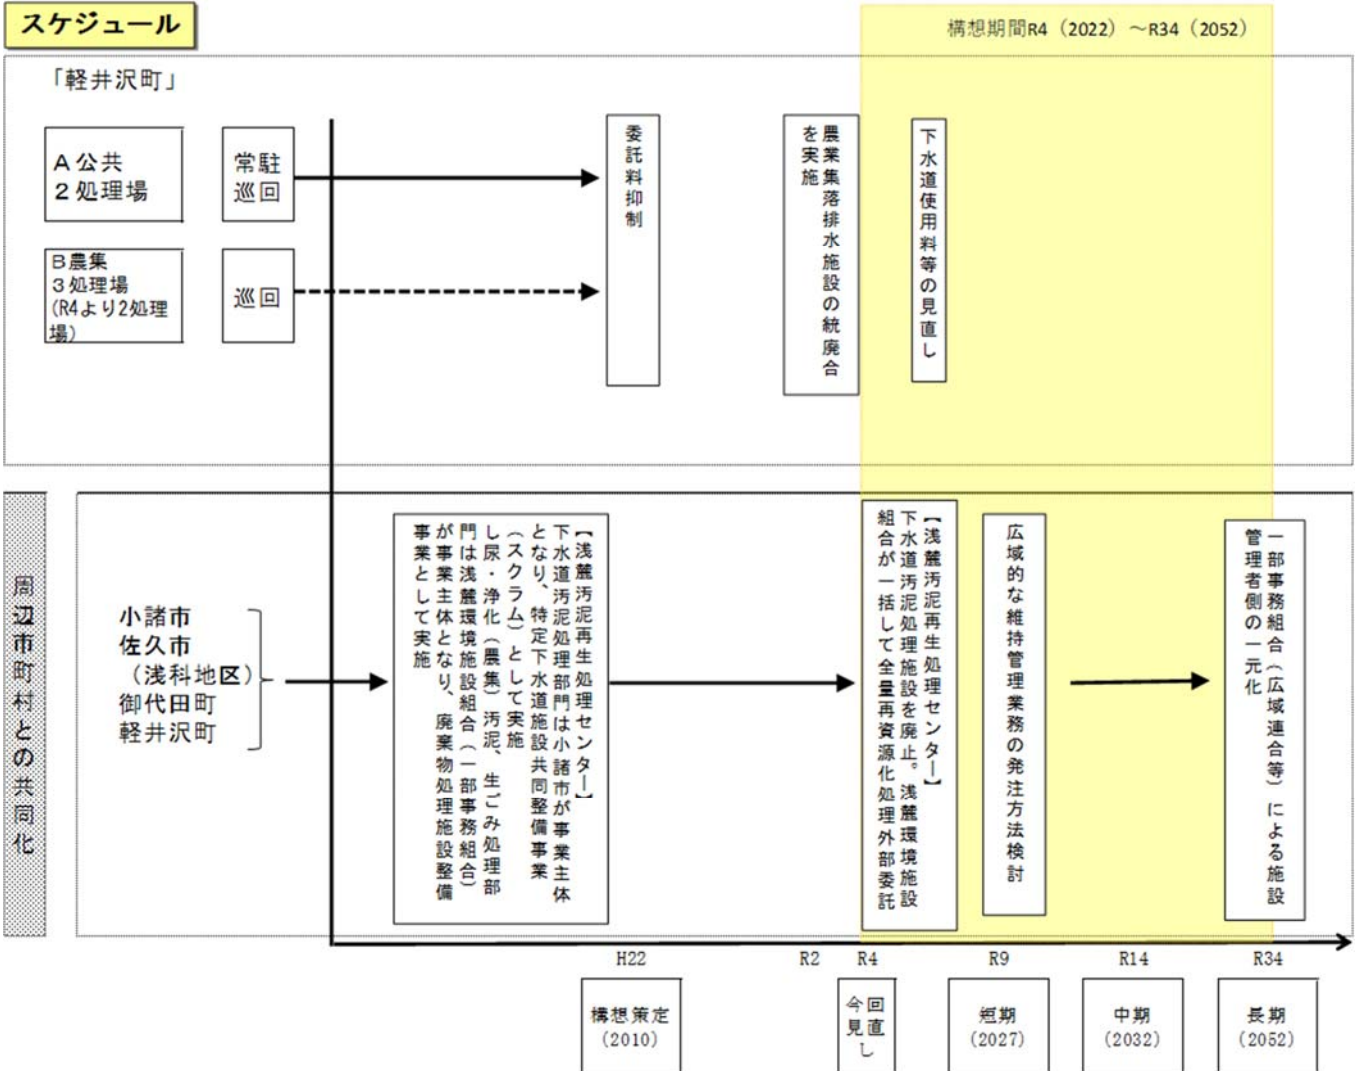 スケジュール
構想期間R4（2022）～R34（2052）
「軽井沢町」
A公共
2処理場
常駐
巡回
B農集
3処理場
(R4より2処理
場)
巡回
委託料抑制
農業集落排水施設の統廃合
を実施
下水道使用料等の見直し
周辺市町村との共同化
小諸市
佐久市
（浅科地区）
御代田町
軽井沢町
【浅麓汚泥再生処理センター】
下水道汚泥処理部門は小諸市が事業主体
となり、特定下水道施設共同整備事業
（スクラム）として実施
し尿・浄化（農集）汚泥、生ごみ処理部
門は浅麓環境施設組合（一部事務組合）
が事業主体となり、廃棄物処理施設整備
事業として実施
【浅麓汚泥再生処理センター】
下水道汚泥処理施設を廃止。浅麓環境施設
組合が一括して全量再資源化処理外部委託
広域的な維持管理業務の発注方法検討
一部事務組合（広域連合等）による施設
管理者側の一元化
H22
R2
R4
R9
R14
R34
構想策定
（2010）
今回
見直
し
短期
（2027）
中期
（2032）
長期
（2052）